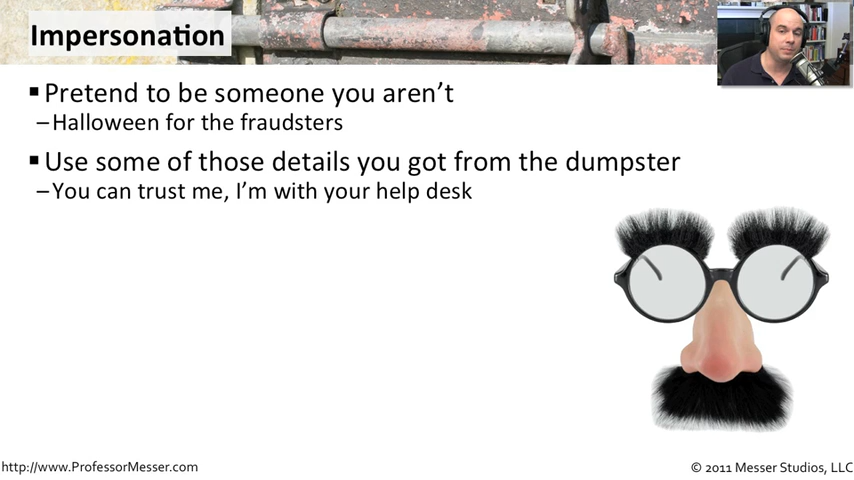 Impersonation
▪Pretend to be someone you aren't
–Halloween for the fraudsters
▪Use some of those details you got from the dumpster
–You can trust me, I'm with your help desk
http://www.ProfessorMesser.com
© 2011 Messer Studios, LLC